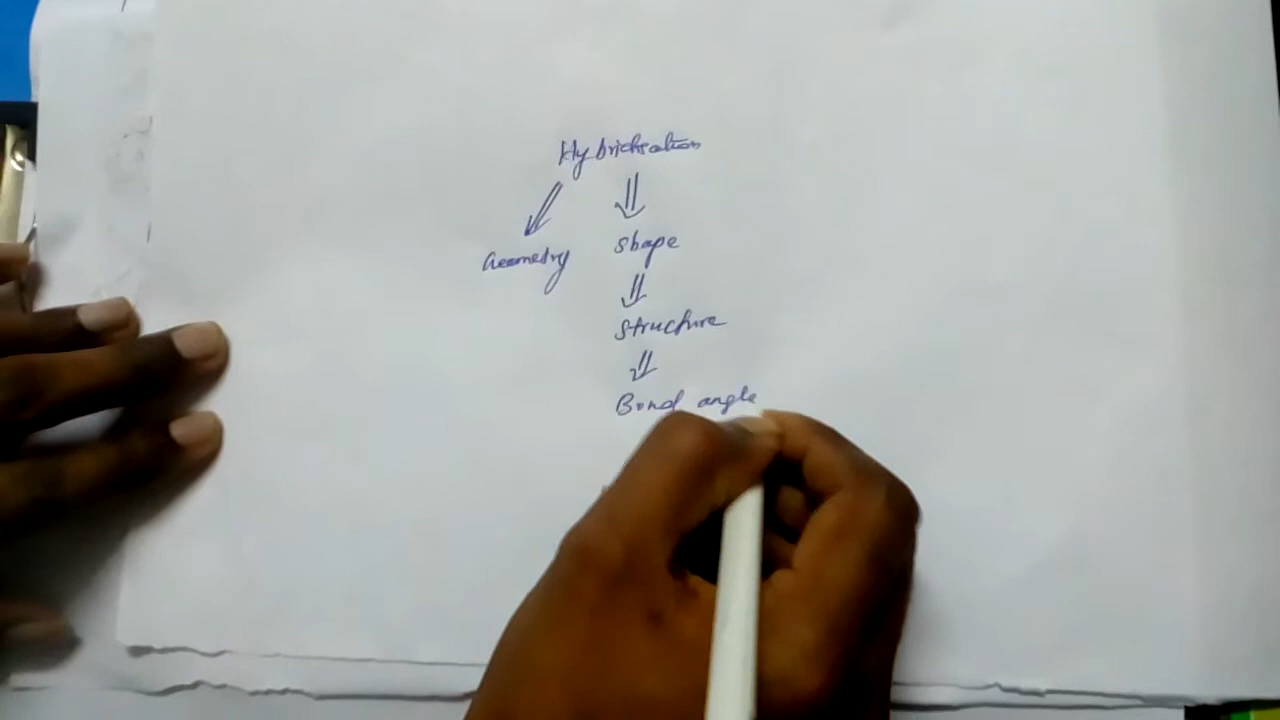 Hybridisation
Geometry
Shape
Structure
Bond angle